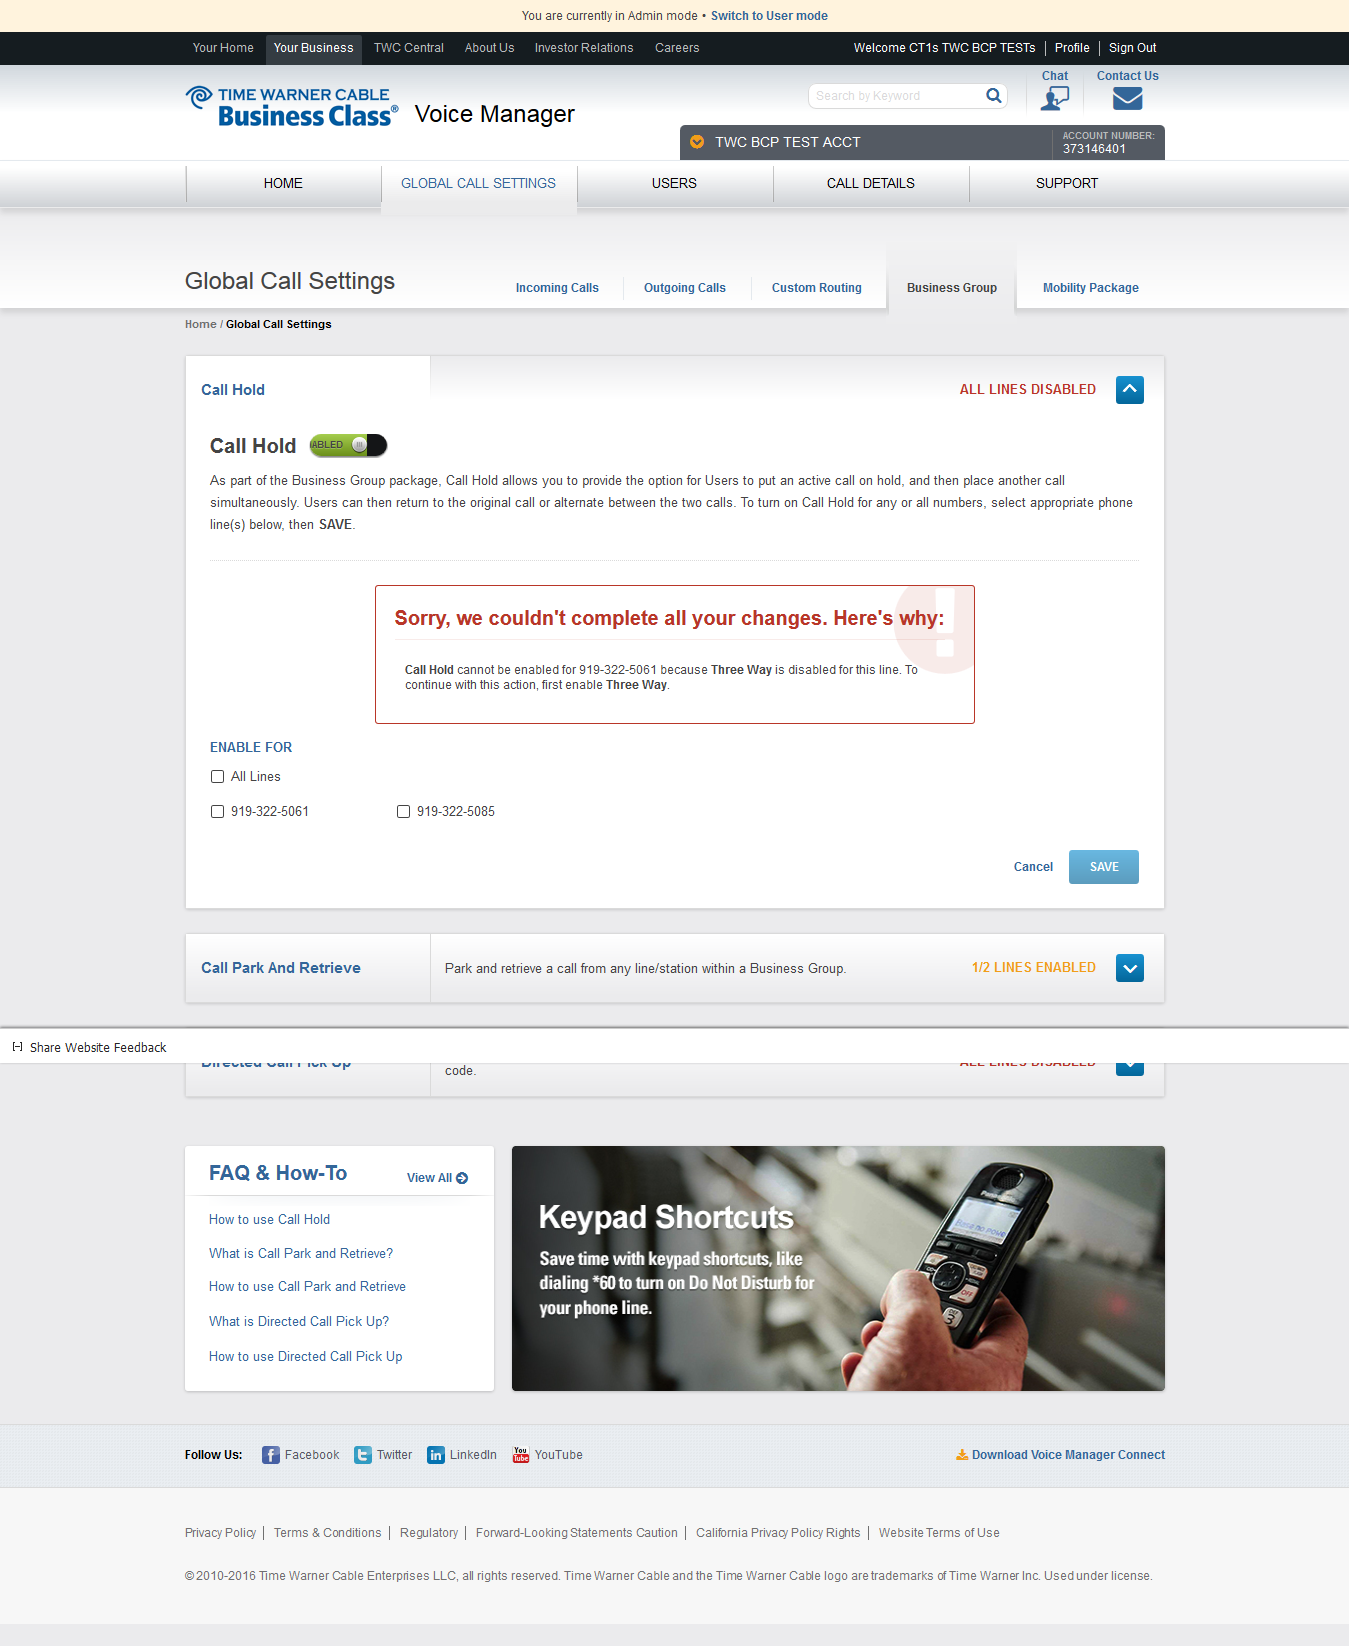 You are currently in Admin mode • Switch to User mode
Your Home Your Business TWC Central About Us Investor Relations Careers Welcome CT1s TWC BCP TESTs Profile Sign Out
Chat Contact Us
TIME WARNER CABLE
Business Class® Voice Manager
Search by Keyword
TWC BCP TEST ACCT
ACCOUNT NUMBER:
373146401
HOME GLOBAL CALL SETTINGS USERS CALL DETAILS SUPPORT
Global Call Settings
Incoming Calls Outgoing Calls Custom Routing Business Group Mobility Package
Home / Global Call Settings
Call Hold ALL LINES DISABLED
Call Hold ABLED
As part of the Business Group package, Call Hold allows you to provide the option for Users to put an active call on hold, and then place another call
simultaneously. Users can then return to the original call or alternate between the two calls. To turn on Call Hold for any or all numbers, select appropriate phone
line(s) below, then SAVE.
Sorry, we couldn't complete all your changes. Here's why:
Call Hold cannot be enabled for 919-322-5061 because Three Way is disabled for this line. To
continue with this action, first enable Three Way.
ENABLE FOR
All Lines
919-322-5061 919-322-5085
Cancel SAVE
Call Park And Retrieve Park and retrieve a call from any line/station within a Business Group. 1/2 LINES ENABLED
Share Website Feedback
Directed Call Pick Up ALL LINES DISABLED
code.
FAQ & How-To View All
How to use Call Hold
What is Call Park and Retrieve?
How to use Call Park and Retrieve
What is Directed Call Pick Up?
How to use Directed Call Pick Up
Keypad Shortcuts
Save time with keypad shortcuts, like
dialing *60 to turn on Do Not Disturb for
your phone line.
Follow Us: Facebook Twitter LinkedIn YouTube Download Voice Manager Connect
Privacy Policy Terms & Conditions Regulatory Forward-Looking Statements Caution California Privacy Policy Rights Website Terms of Use
© 2010-2016 Time Warner Cable Enterprises LLC, all rights reserved. Time Warner Cable and the Time Warner Cable logo are trademarks of Time Warner Inc. Used under license.